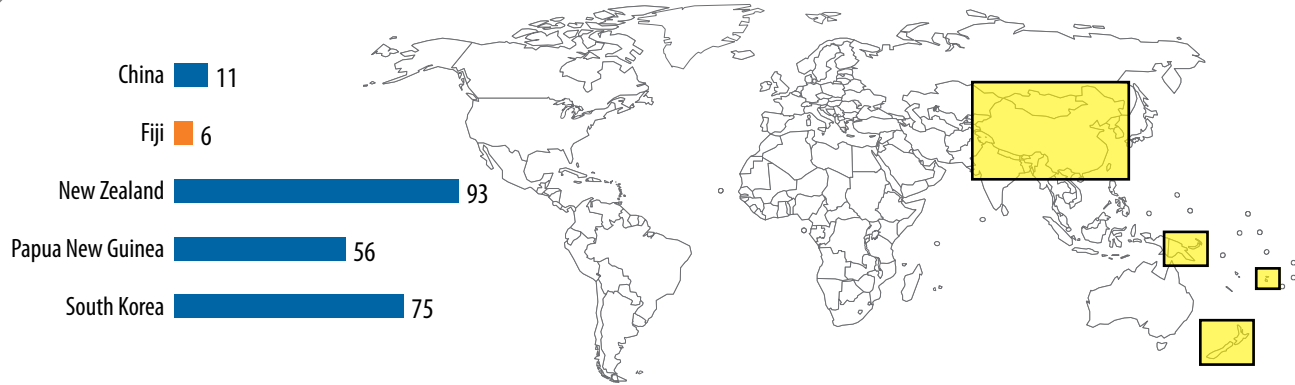 China 11
Fiji 6
New Zealand 93
Papua New Guinea 56
South Korea 75